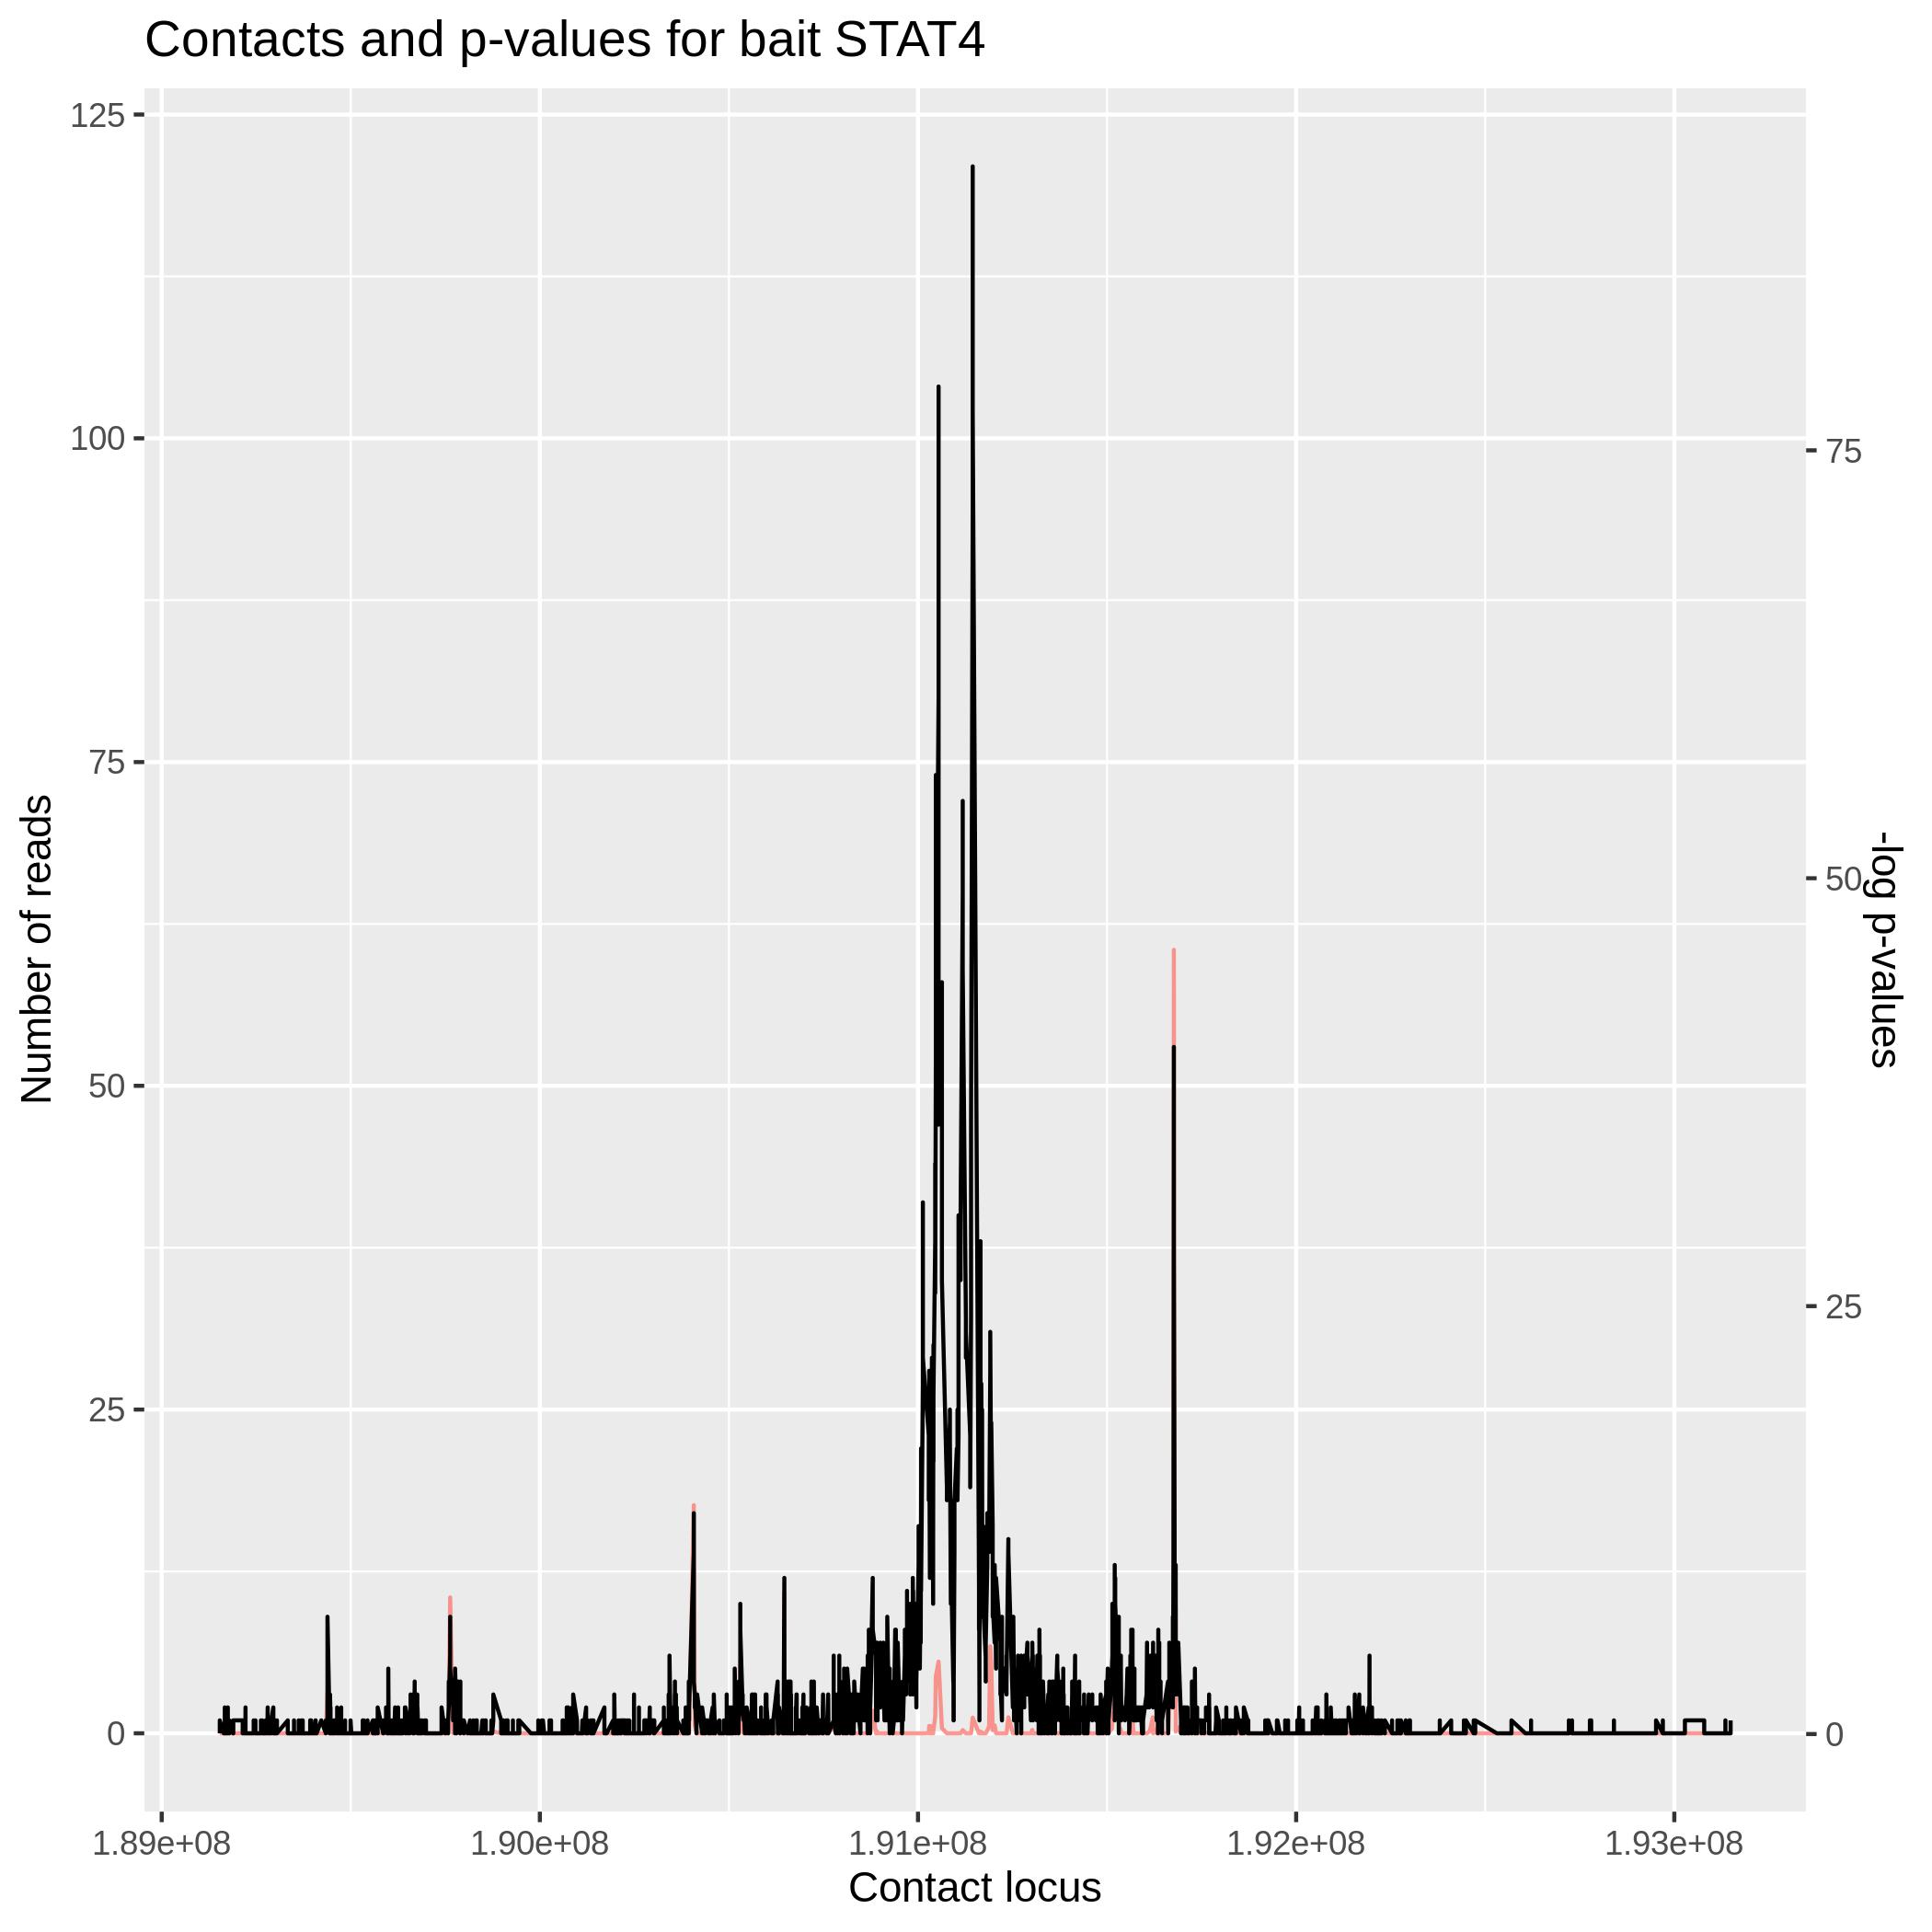 Contacts and p-values for bait STAT4
125
100
75
50
25
0
Number of reads
75
50
25
0
-log p-values
1.89e+08
1.90e+08
1.91e+08
1.92e+08
1.93e+08
Contact locus